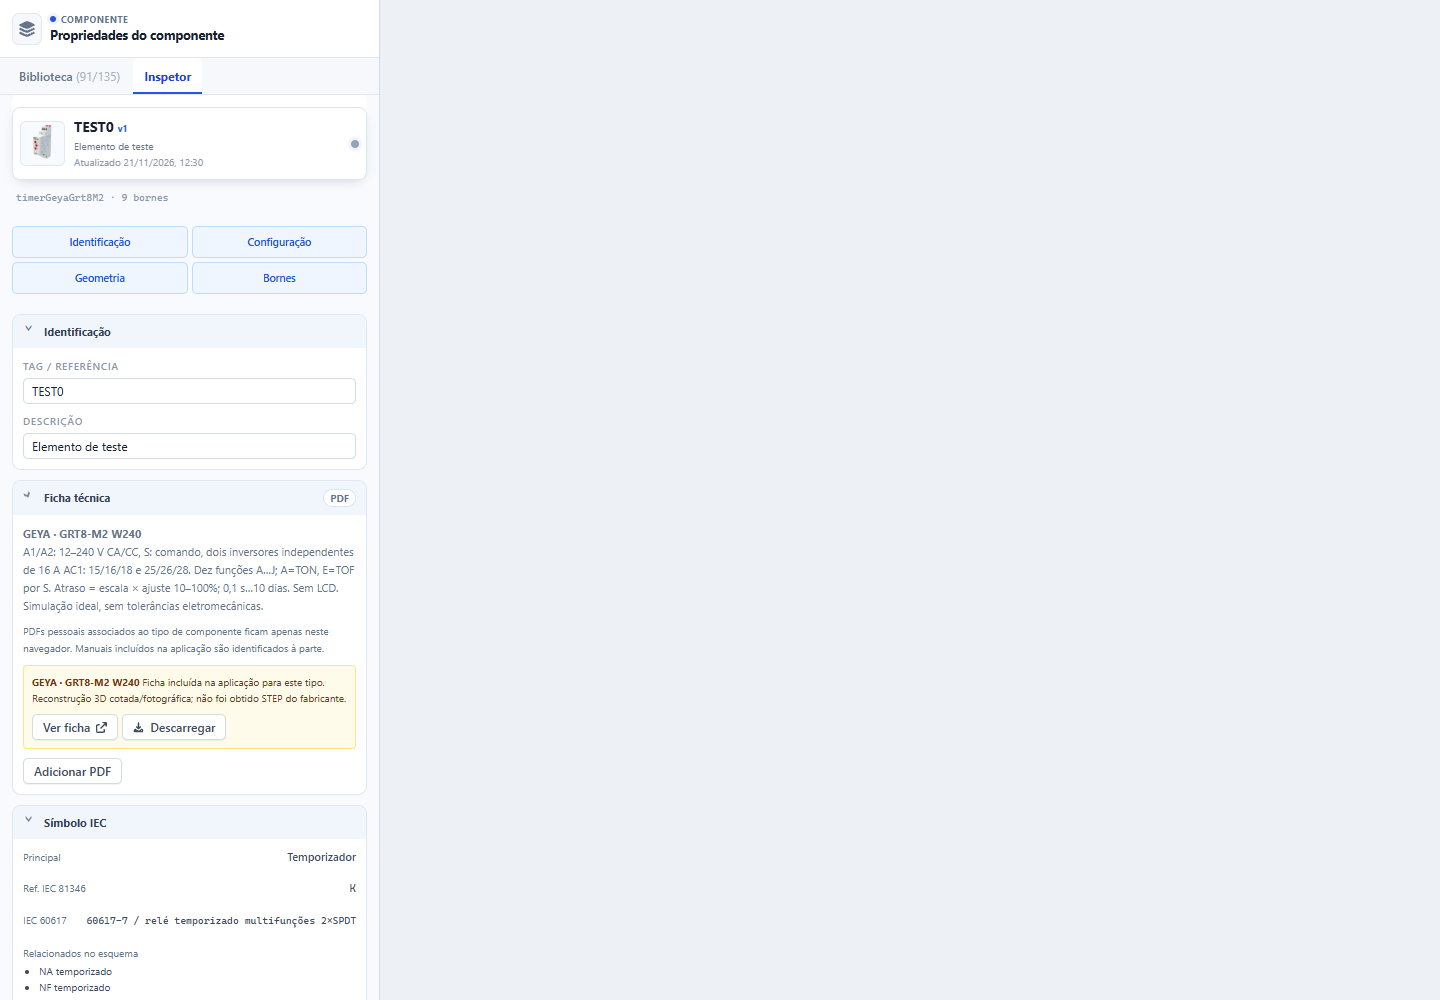 COMPONENTE
Propriedades do componente
Biblioteca (91/135)
Inspetor
TEST0 v1
Elemento de teste
Atualizado 21/11/2026, 12:30
timerGeyaGrt8M2 · 9 bornes
Identificação
Configuração
Geometria
Bornes
Identificação
TAG / REFERÊNCIA
TEST0
DESCRIÇÃO
Elemento de teste
Ficha técnica
PDF
GEYA · GRT8-M2 W240
A1/A2: 12–240 V CA/CC, S: comando, dois inversores independentes
de 16 A AC1: 15/16/18 e 25/26/28. Dez funções A...J; A=TON, E=TOF
por S. Atraso = escala × ajuste 10–100%; 0,1 s...10 dias. Sem LCD.
Simulação ideal, sem tolerâncias eletromecânicas.
PDFs pessoais associados ao tipo de componente ficam apenas neste
navegador. Manuais incluídos na aplicação são identificados à parte.
GEYA · GRT8-M2 W240 Ficha incluída na aplicação para este tipo.
Reconstrução 3D cotada/fotográfica; não foi obtido STEP do fabricante.
Ver ficha
Descarregar
Adicionar PDF
Símbolo IEC
Principal
Temporizador
Ref. IEC 81346
K
IEC 60617
60617-7 / relé temporizado multifunções 2×SPDT
Relacionados no esquema
• NA temporizado
• NF temporizado